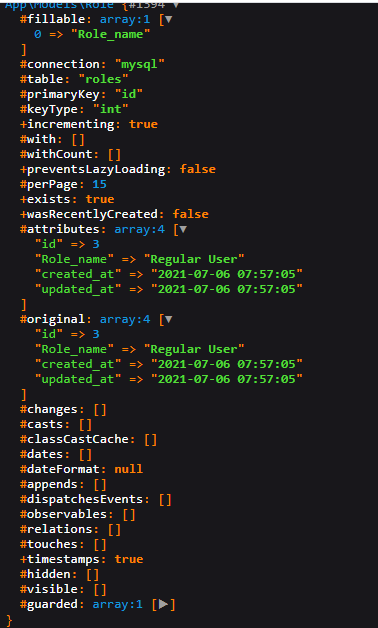 App\Models\Role {#1594 ▼
#fillable: array:1 [▼
0 => "Role_name"
]
#connection: "mysql"
#table: "roles"
#primaryKey: "id"
#keyType: "int"
+incrementing: true
#with: []
#withCount: []
+preventsLazyLoading: false
#perPage: 15
+exists: true
+wasRecentlyCreated: false
#attributes: array:4 [▼
"id" => 3
"Role_name" => "Regular User"
"created_at" => "2021-07-06 07:57:05"
"updated_at" => "2021-07-06 07:57:05"
]
#original: array:4 [▼
"id" => 3
"Role_name" => "Regular User"
"created_at" => "2021-07-06 07:57:05"
"updated_at" => "2021-07-06 07:57:05"
]
#changes: []
#casts: []
#classCastCache: []
#dates: []
#dateFormat: null
#appends: []
#dispatchesEvents: []
#observables: []
#relations: []
#touches: []
+timestamps: true
#hidden: []
#visible: []
#guarded: array:1 [▶]
}